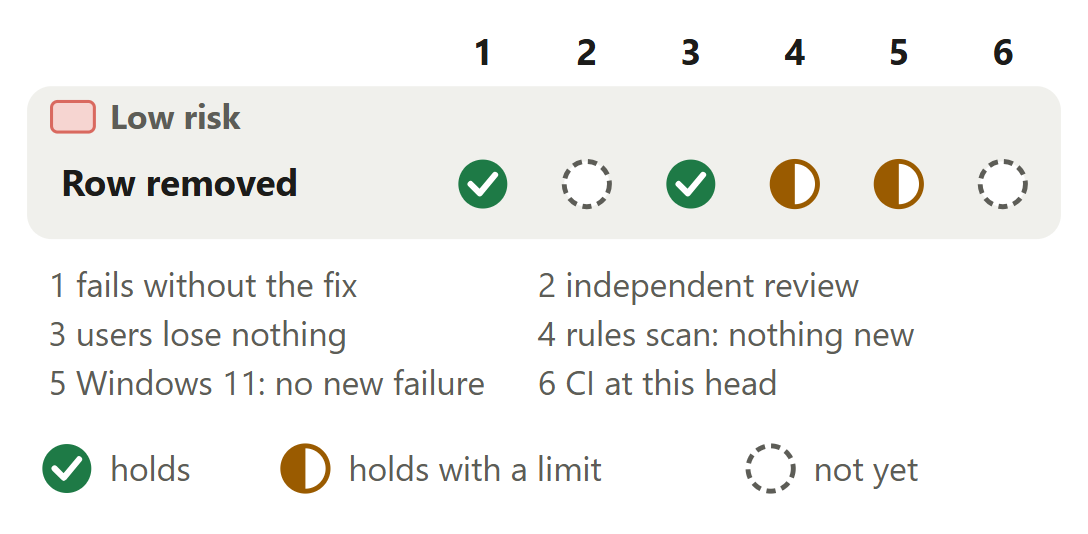 1 2 3 4 5 6
Low risk
Row removed
1 fails without the fix 2 independent review
3 users lose nothing 4 rules scan: nothing new
5 Windows 11: no new failure 6 CI at this head
holds holds with a limit not yet